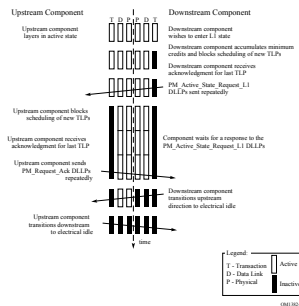 Upstream Component
Downstream Component
T D P P D T
Upstream component
layers in active state
Downstream component
wishes to enter L1 state
Downstream component accumulates minimum
credits and blocks scheduling of new TLPs
Downstream component receives
acknowledgment for last TLP
PM_Active_State_Request_L1
DLLPs sent repeatedly
Upstream component blocks
scheduling of new TLPs
Upstream component receives
acknowledgment for last TLP
Component waits for a response to the
PM_Active_State_Request_L1 DLLPs
Upstream component sends
PM_Request_Ack DLLPs
repeatedly
Downstream component
transitions upstream
direction to electrical idle
Upstream component
transitions downstream
to electrical idle
time
Legend:
T - Transaction
D - Data Link
P - Physical
Active
Inactive